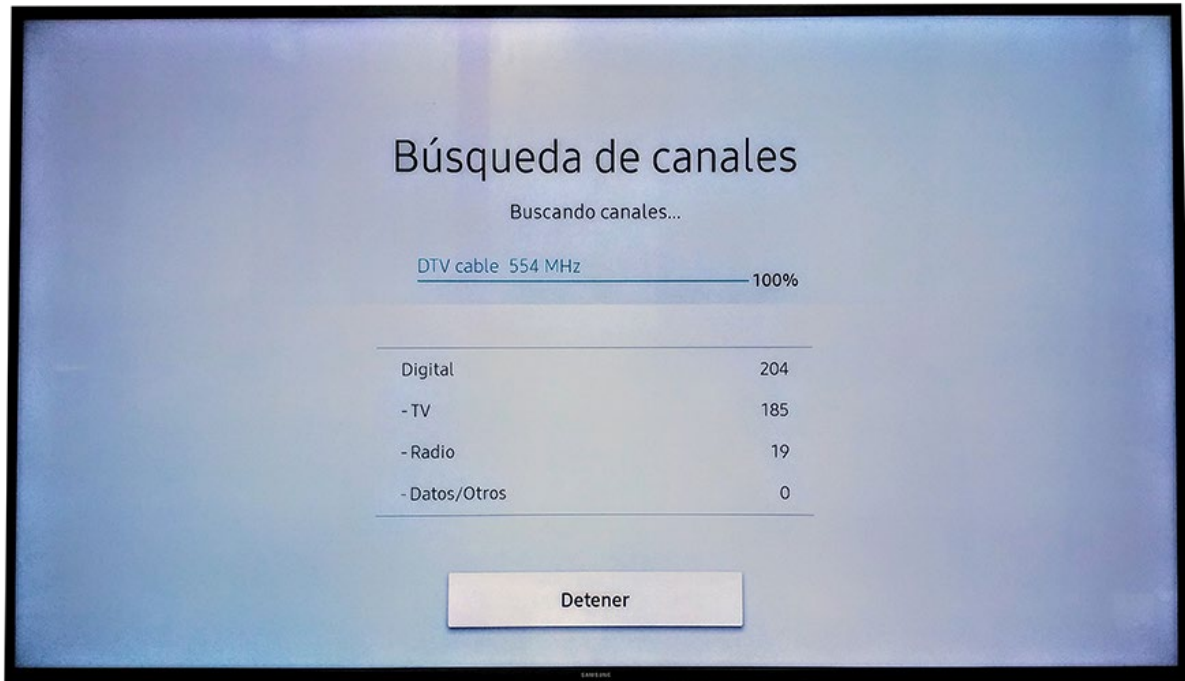 Búsqueda de canales
Buscando canales...
DTV cable 554 MHz
100%
Digital 204
- TV 185
- Radio 19
- Datos/Otros 0
Detener
SAMSUNG